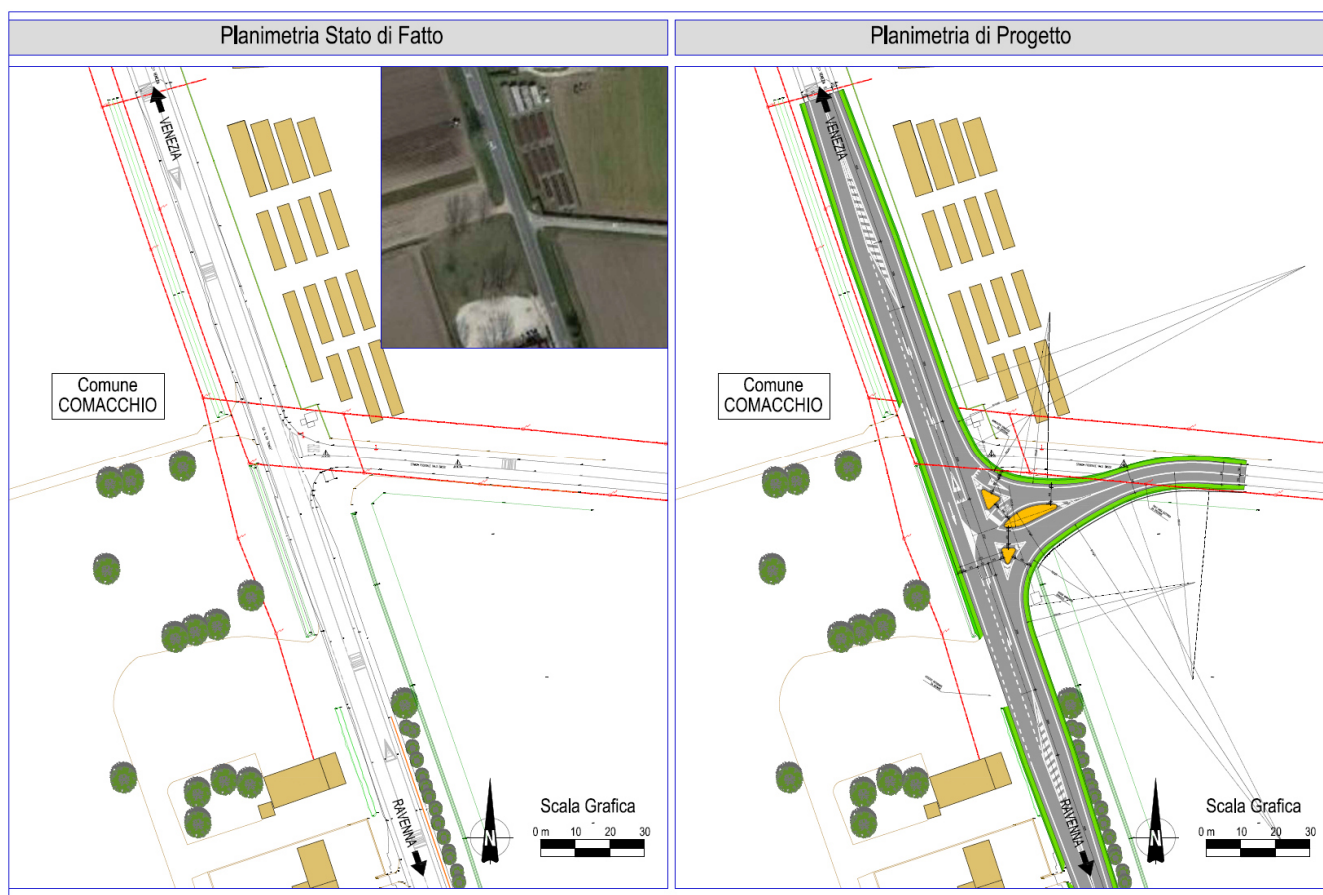 Planimetria Stato di Fatto
Planimetria di Progetto
VENEZIA
Comune
COMACCHIO
RAVENNA
N
Scala Grafica
0 m 10 20 30
VENEZIA
Comune
COMACCHIO
RAVENNA
N
Scala Grafica
0 m 10 20 30